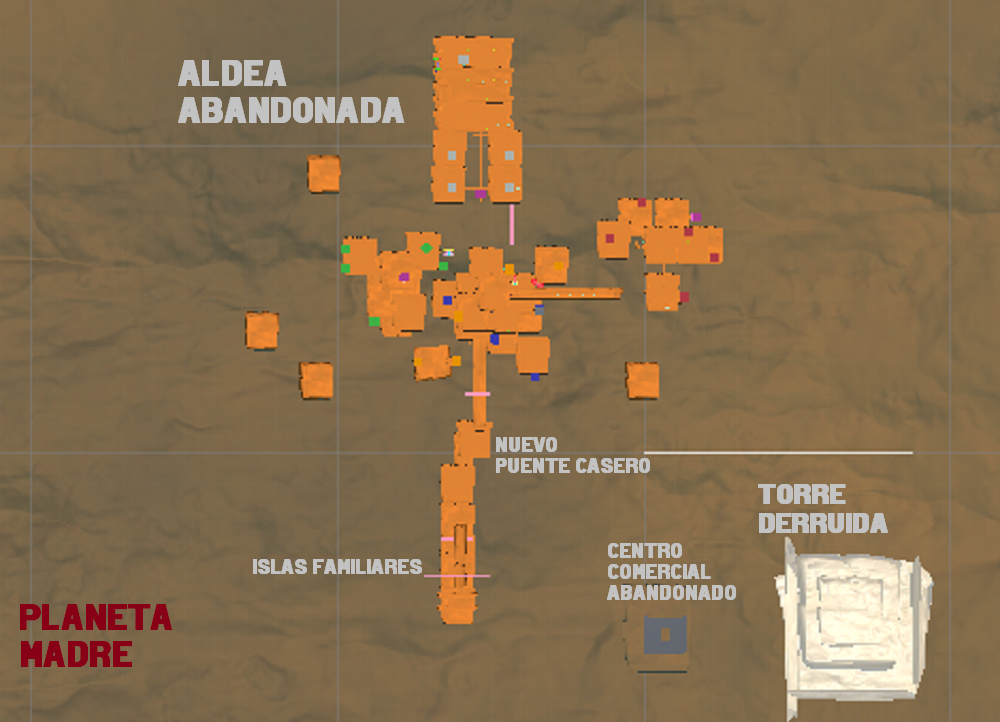 ALDEA
ABANDONADA
NUEVO
PUENTE CASERO
TORRE
DERRUIDA
CENTRO
COMERCIAL
ABANDONADO
ISLAS FAMILIARES
PLANETA
MADRE